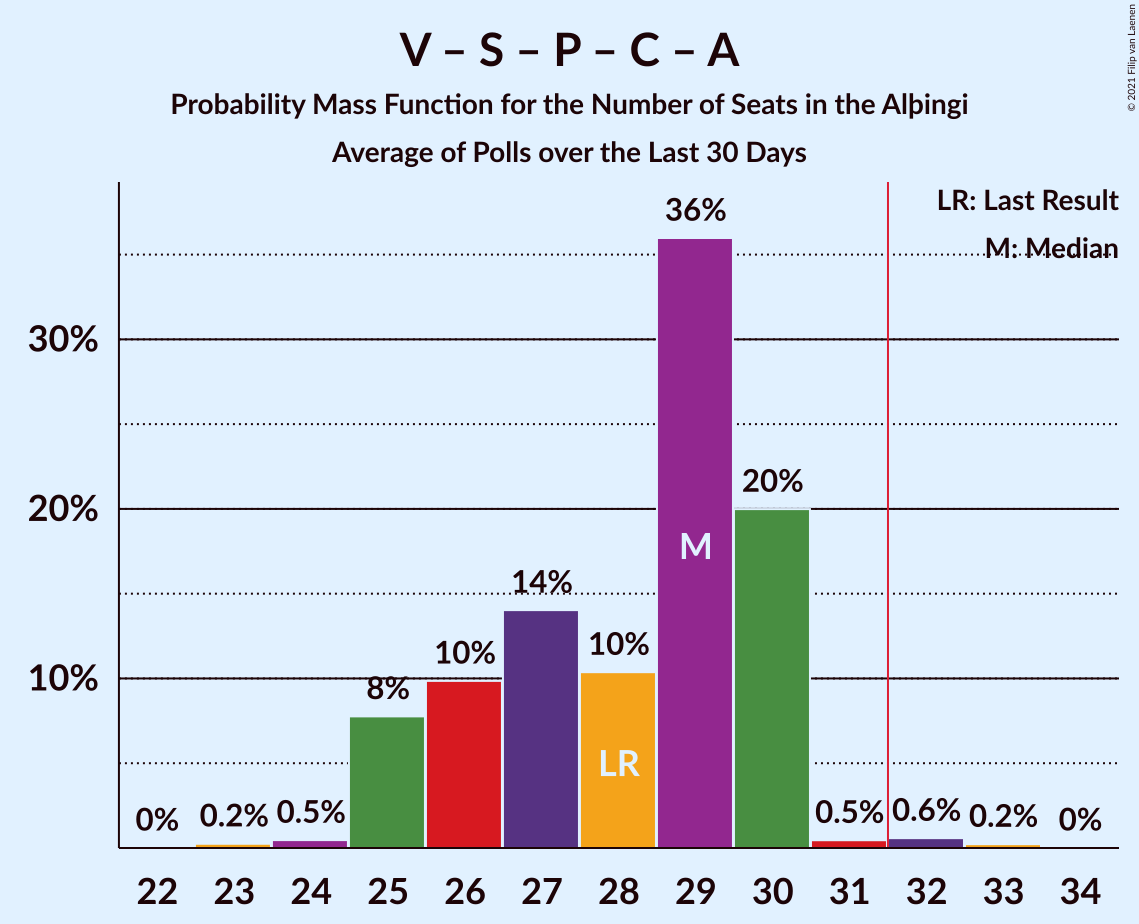 V – S – P – C – A
Probability Mass Function for the Number of Seats in the Alþingi
Average of Polls over the Last 30 Days
© 2021 Filip van Laenen
LR: Last Result
M: Median
30%
20%
10%
0%
0.2%
0.5%
8%
10%
14%
10%
36%
20%
0.5%
0.6%
0.2%
0%
LR
M
22 23 24 25 26 27 28 29 30 31 32 33 34